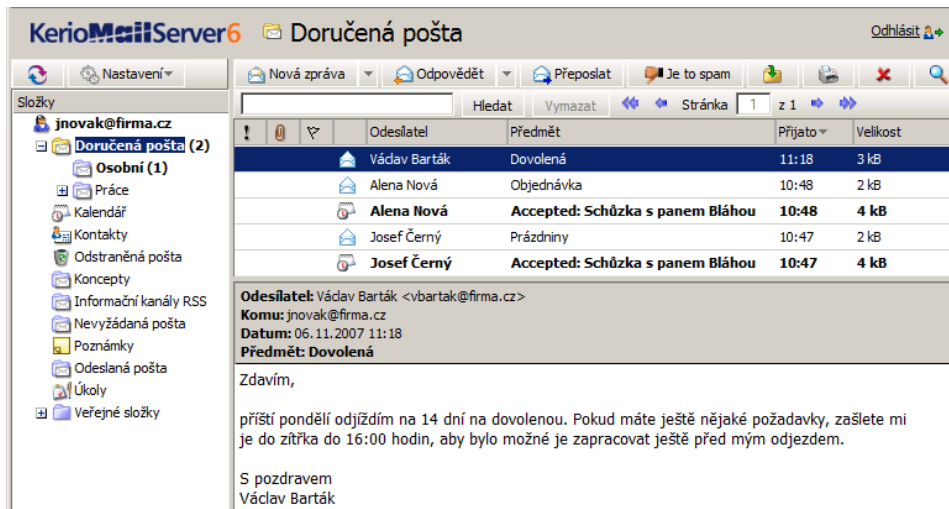 KerioMailServer6 Doručená pošta Odhlásit
Nastavení Nová zpráva Odpovědět Přeposlat Je to spam
Složky
jnovak@firma.cz
Doručená pošta (2)
Osobní (1)
Práce
Kalendář
Kontakty
Odstraněná pošta
Koncepty
Informační kanály RSS
Nevyžádaná pošta
Poznámky
Odeslaná pošta
Úkoly
Veřejné složky
Hledat Vymazat Stránka 1 z 1
! Odesílatel Předmět Přijato Velikost
Václav Barták Dovolená 11:18 3 kB
Alena Nová Objednávka 10:48 2 kB
Alena Nová Accepted: Schůzka s panem Bláhou 10:48 4 kB
Josef Černý Prázdniny 10:47 2 kB
Josef Černý Accepted: Schůzka s panem Bláhou 10:47 4 kB
Odesílatel: Václav Barták <vbartak@firma.cz>
Komu: jnovak@firma.cz
Datum: 06.11.2007 11:18
Předmět: Dovolená
Zdavím,
příští pondělí odjíždím na 14 dní na dovolenou. Pokud máte ještě nějaké požadavky, zašlete mi
je do zítřka do 16:00 hodin, aby bylo možné je zapracovat ještě před mým odjezdem.
S pozdravem
Václav Barták